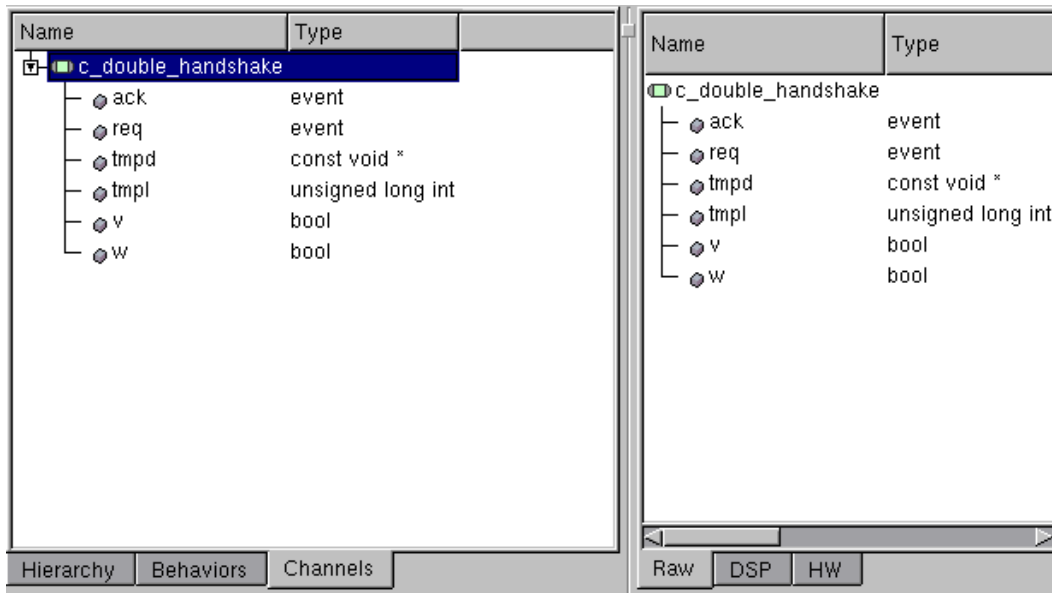 Name Type
c_double_handshake
ack event
req event
tmpd const void *
tmpl unsigned long int
v bool
w bool
Hierarchy Behaviors Channels
Name Type
c_double_handshake
ack event
req event
tmpd const void *
tmpl unsigned long int
v bool
w bool
Raw DSP HW